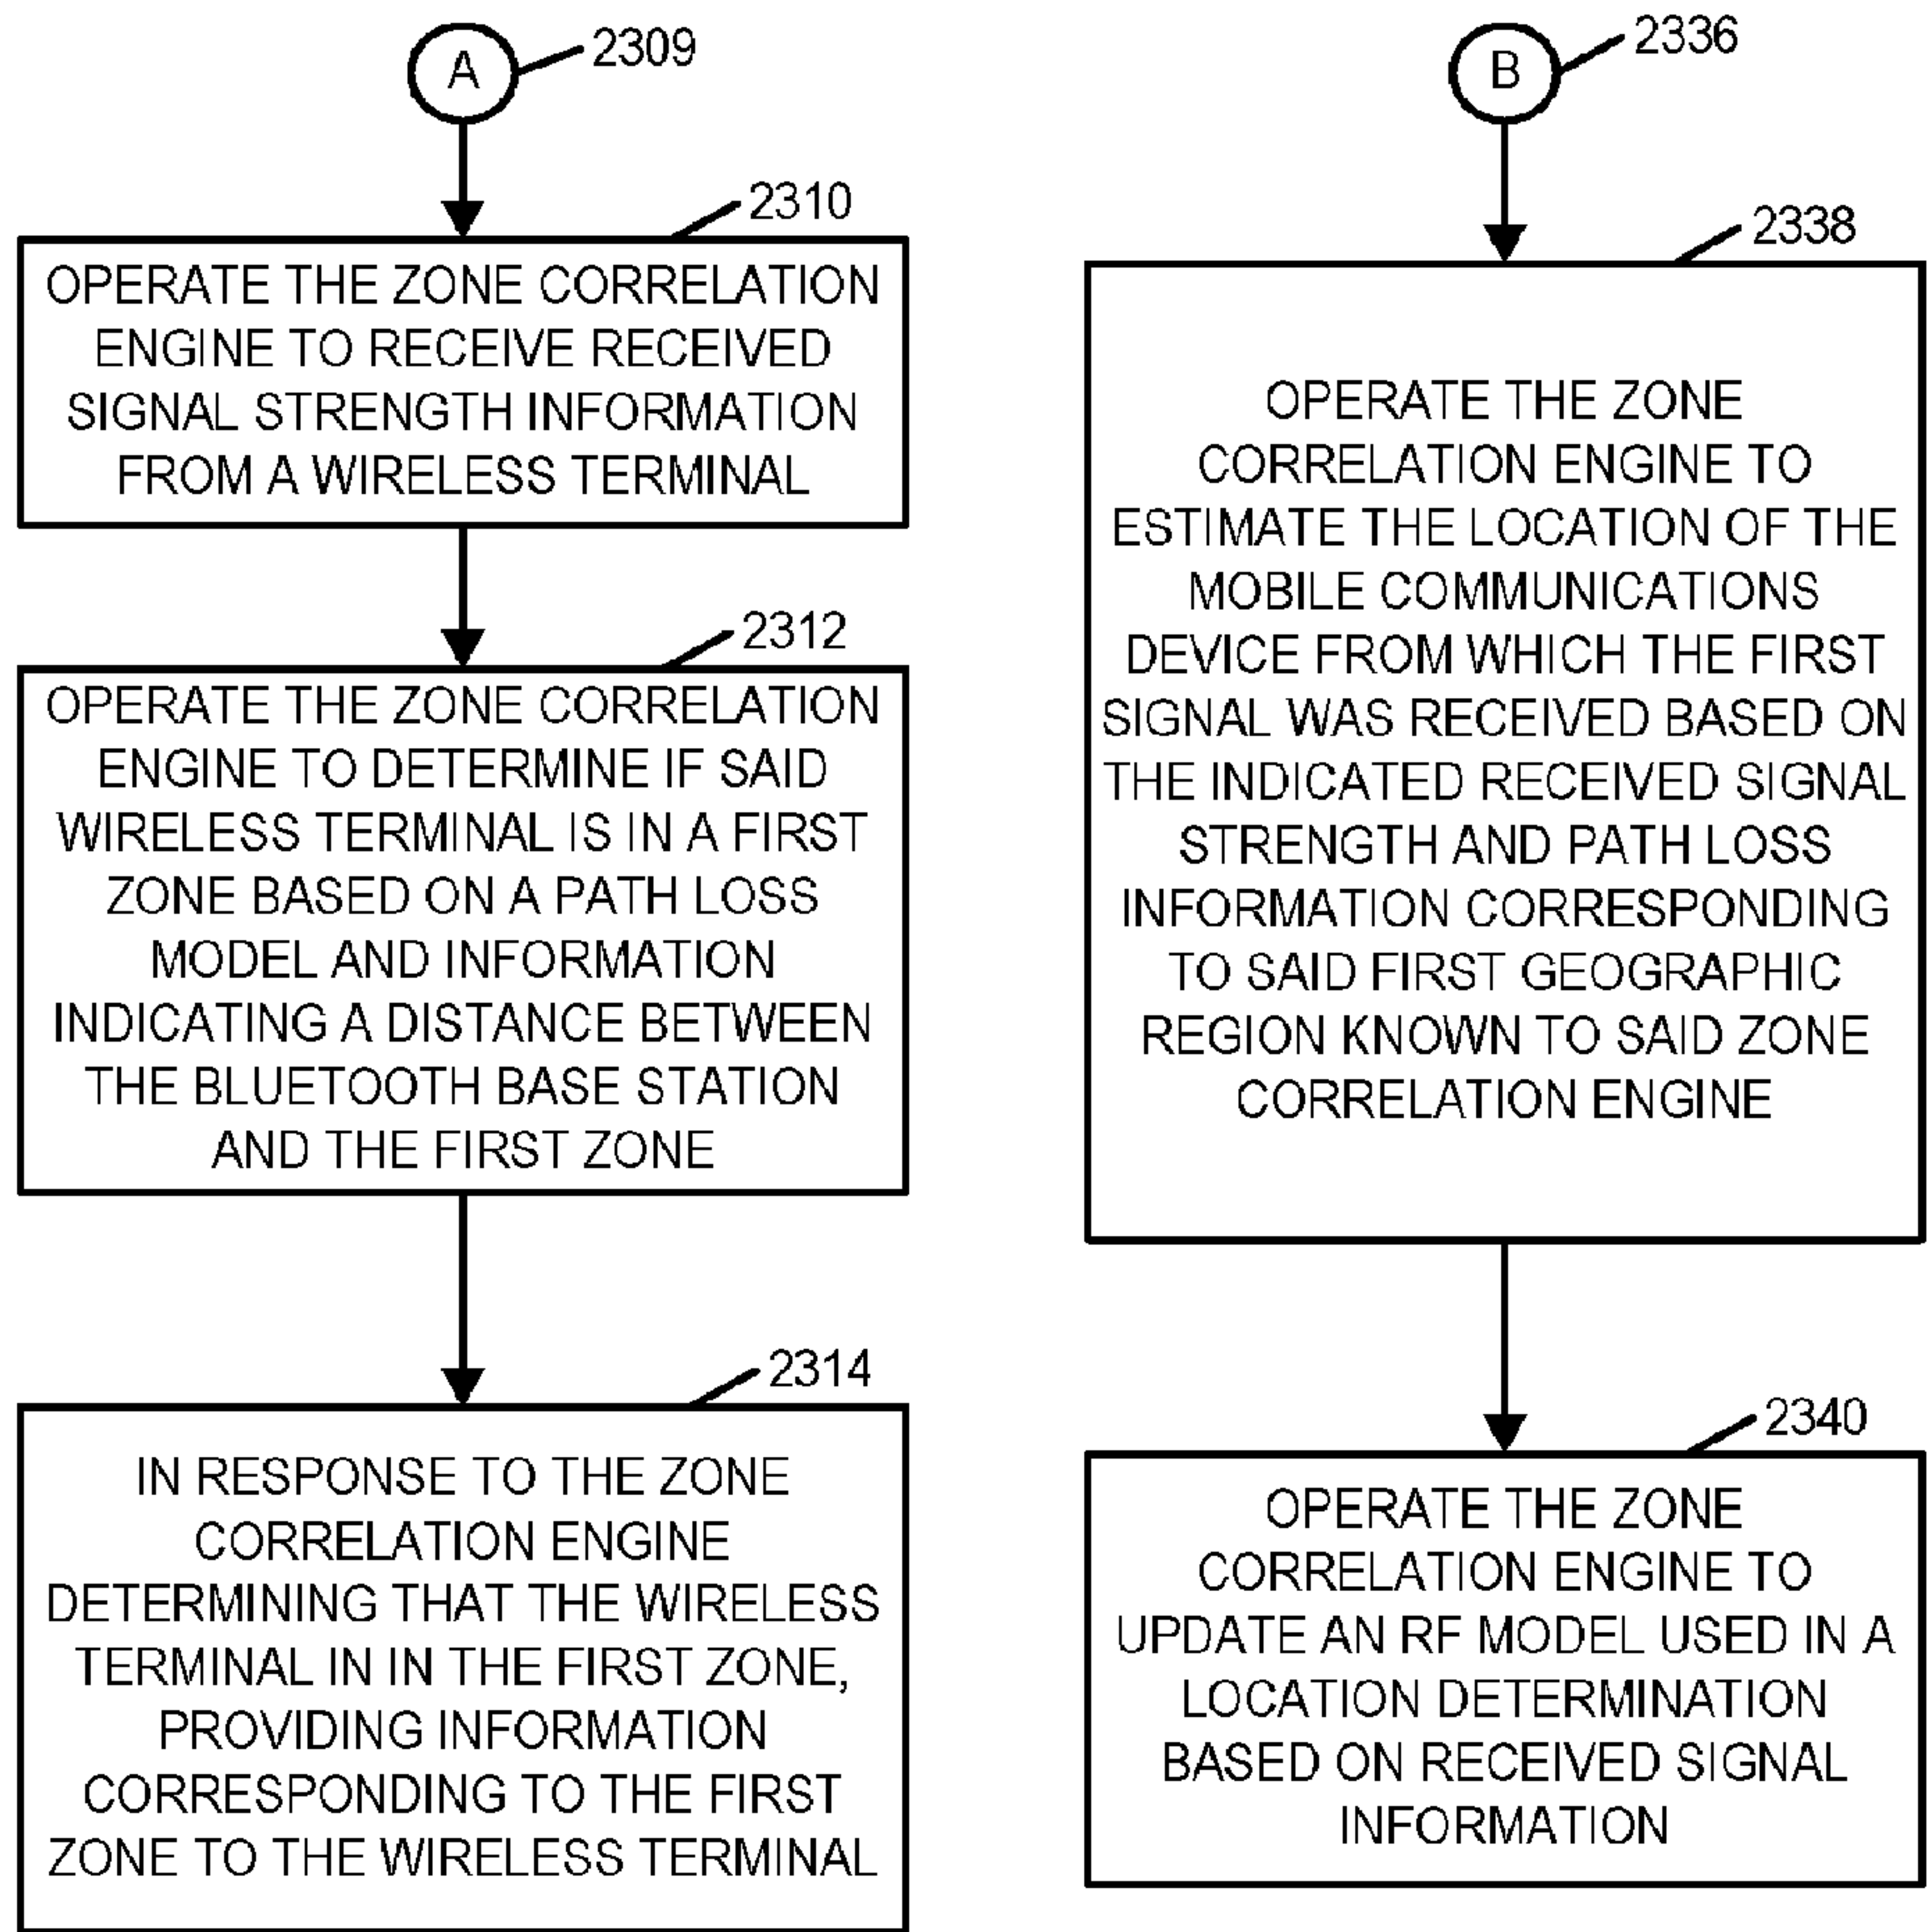 A
2309
2310
OPERATE THE ZONE CORRELATION
ENGINE TO RECEIVE RECEIVED
SIGNAL STRENGTH INFORMATION
FROM A WIRELESS TERMINAL
2312
OPERATE THE ZONE CORRELATION
ENGINE TO DETERMINE IF SAID
WIRELESS TERMINAL IS IN A FIRST
ZONE BASED ON A PATH LOSS
MODEL AND INFORMATION
INDICATING A DISTANCE BETWEEN
THE BLUETOOTH BASE STATION
AND THE FIRST ZONE
2314
IN RESPONSE TO THE ZONE
CORRELATION ENGINE
DETERMINING THAT THE WIRELESS
TERMINAL IN IN THE FIRST ZONE,
PROVIDING INFORMATION
CORRESPONDING TO THE FIRST
ZONE TO THE WIRELESS TERMINAL
B
2336
2338
OPERATE THE ZONE
CORRELATION ENGINE TO
ESTIMATE THE LOCATION OF THE
MOBILE COMMUNICATIONS
DEVICE FROM WHICH THE FIRST
SIGNAL WAS RECEIVED BASED ON
THE INDICATED RECEIVED SIGNAL
STRENGTH AND PATH LOSS
INFORMATION CORRESPONDING
TO SAID FIRST GEOGRAPHIC
REGION KNOWN TO SAID ZONE
CORRELATION ENGINE
2340
OPERATE THE ZONE
CORRELATION ENGINE TO
UPDATE AN RF MODEL USED IN A
LOCATION DETERMINATION
BASED ON RECEIVED SIGNAL
INFORMATION